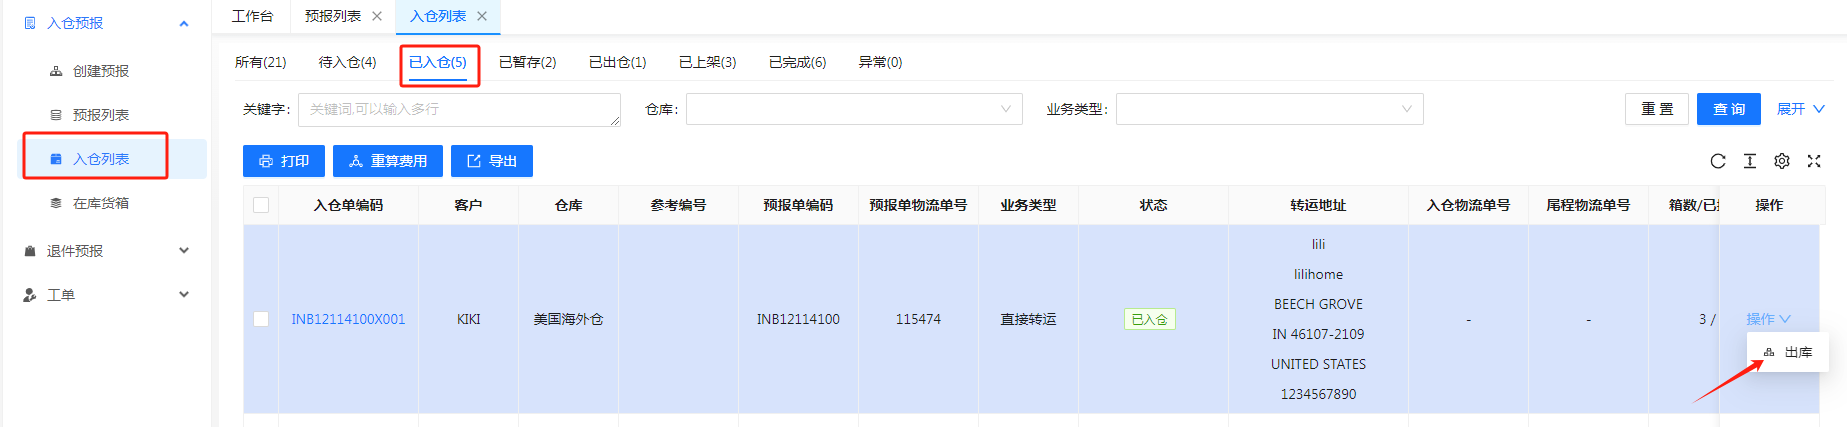 入仓预报
创建预报
预报列表
入仓列表
在库货箱
退件预报
工单
工作台 预报列表 入仓列表
所有(21) 待入仓(4) 已入仓(5) 已暂存(2) 已出仓(1) 已上架(3) 已完成(6) 异常(0)
关键字: 关键词,可以输入多行 仓库: 业务类型: 重 置 查 询 展开
打印 重算费用 导出
入仓单编码 客户 仓库 参考编号 预报单编码 预报单物流单号 业务类型 状态 转运地址 入仓物流单号 尾程物流单号 箱数/已 操作
INB12114100X001 KIKI 美国海外仓 INB12114100 115474 直接转运 已入仓
lili
lilihome
BEECH GROVE
IN 46107-2109
UNITED STATES
1234567890
- - 3 / 操作
出库